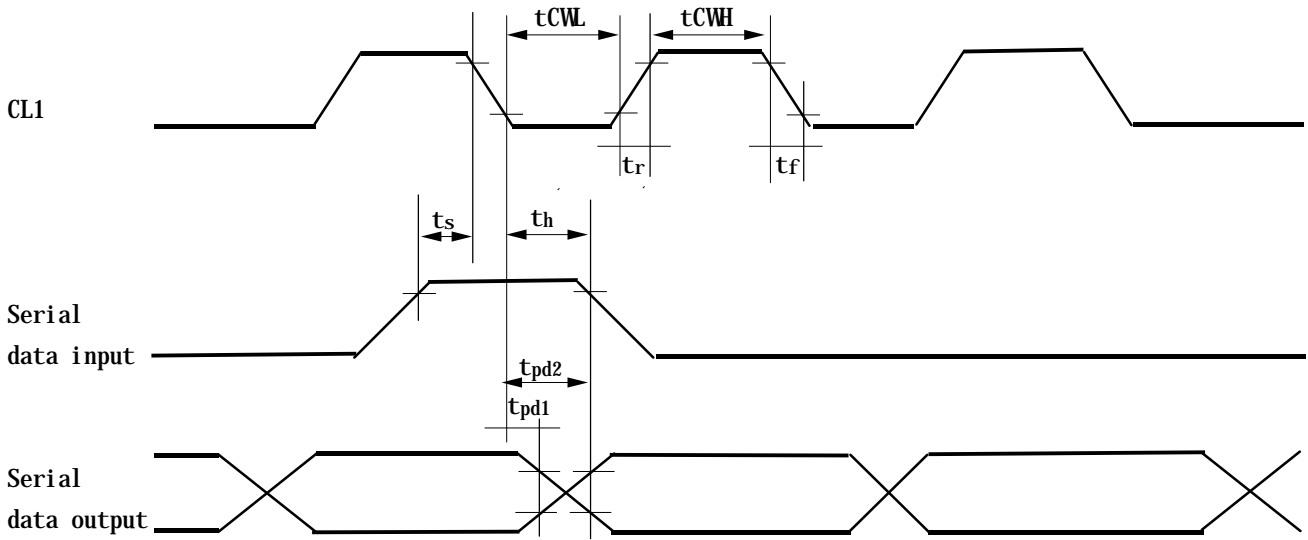 tCWL
tCWH
CL1
tr
tf
ts
th
Serial
data input
tpd2
tpd1
Serial
data output